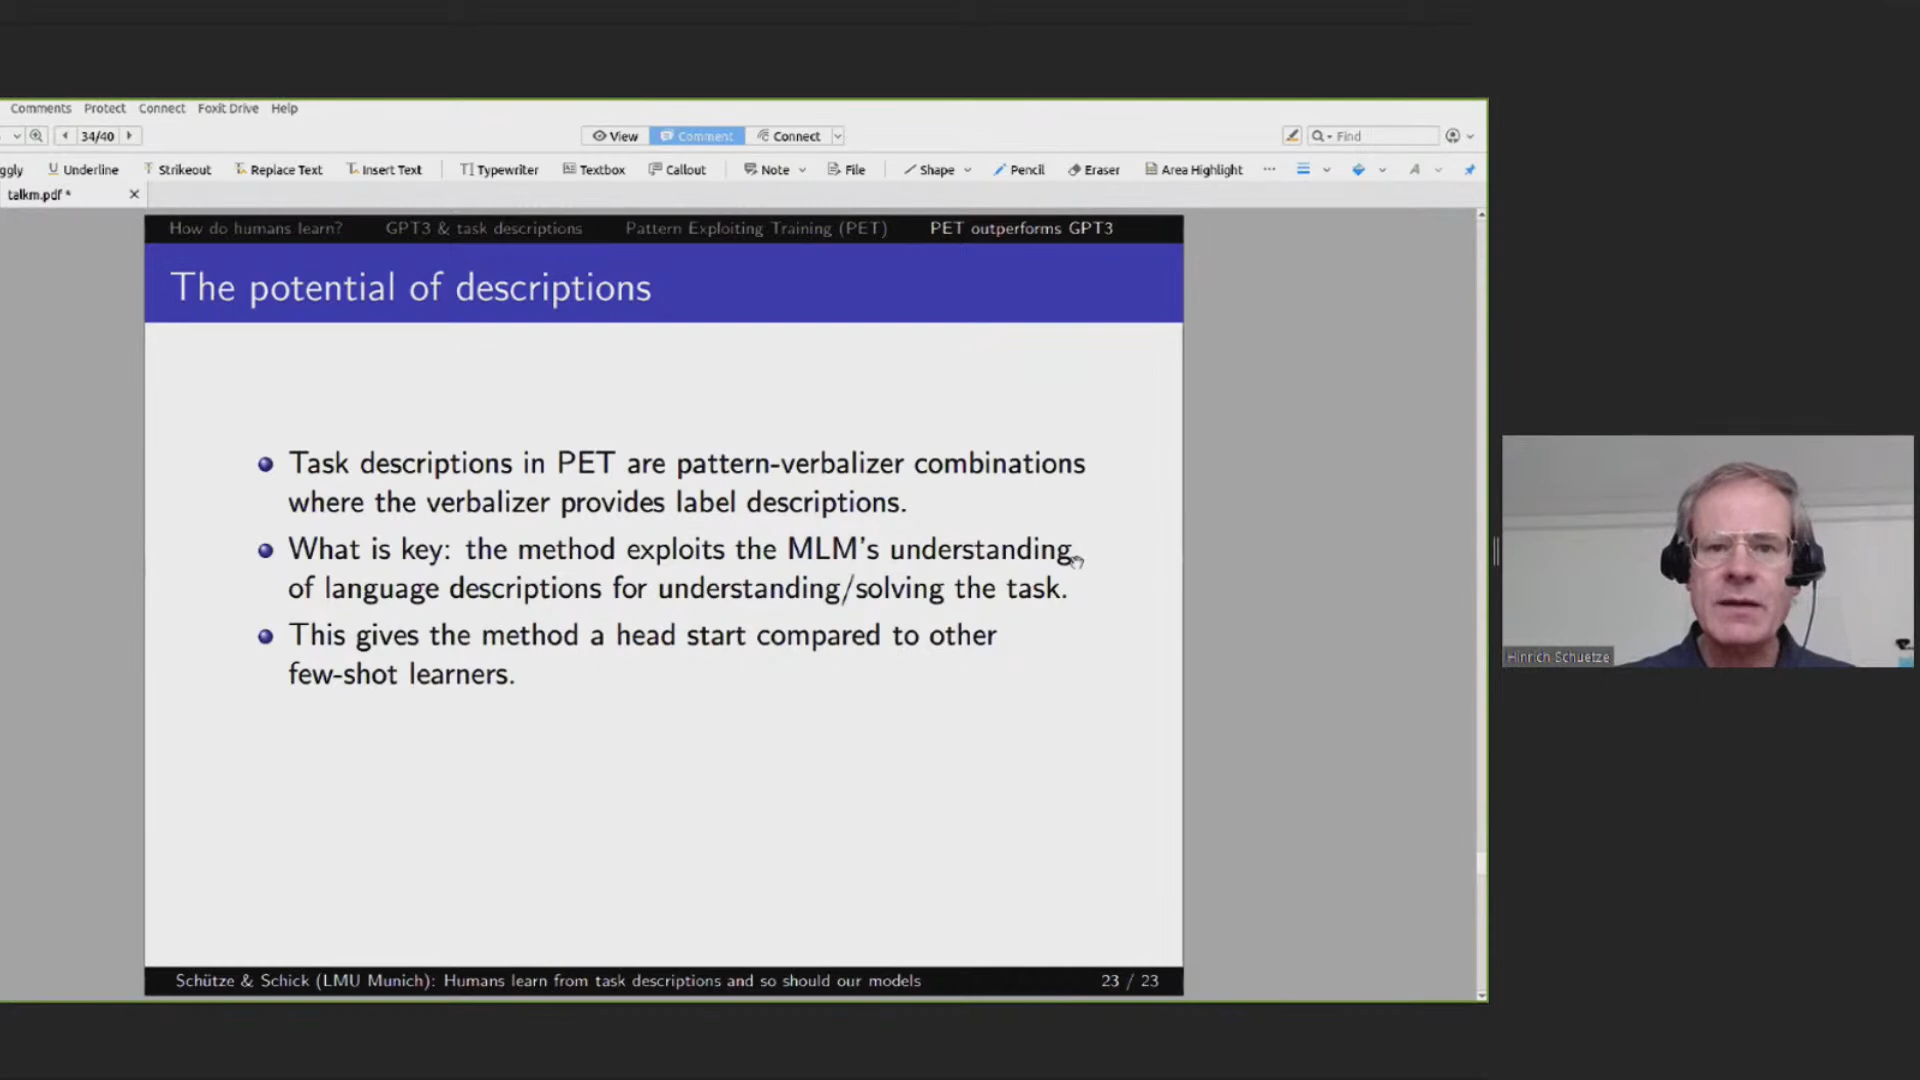 Comments Protect Connect Foxit Drive Help
34/40 View Comment Connect Find
ggly Underline Strikeout Replace Text Insert Text Typewriter Textbox Callout Note File Shape Pencil Eraser Area Highlight ... A
talkm.pdf *
How do humans learn? GPT3 & task descriptions Pattern Exploiting Training (PET) PET outperforms GPT3
The potential of descriptions
Task descriptions in PET are pattern-verbalizer combinations
where the verbalizer provides label descriptions.
What is key: the method exploits the MLM's understanding
of language descriptions for understanding/solving the task.
This gives the method a head start compared to other
few-shot learners.
Hinrich Schuetze
Schütze & Schick (LMU Munich): Humans learn from task descriptions and so should our models 23 / 23